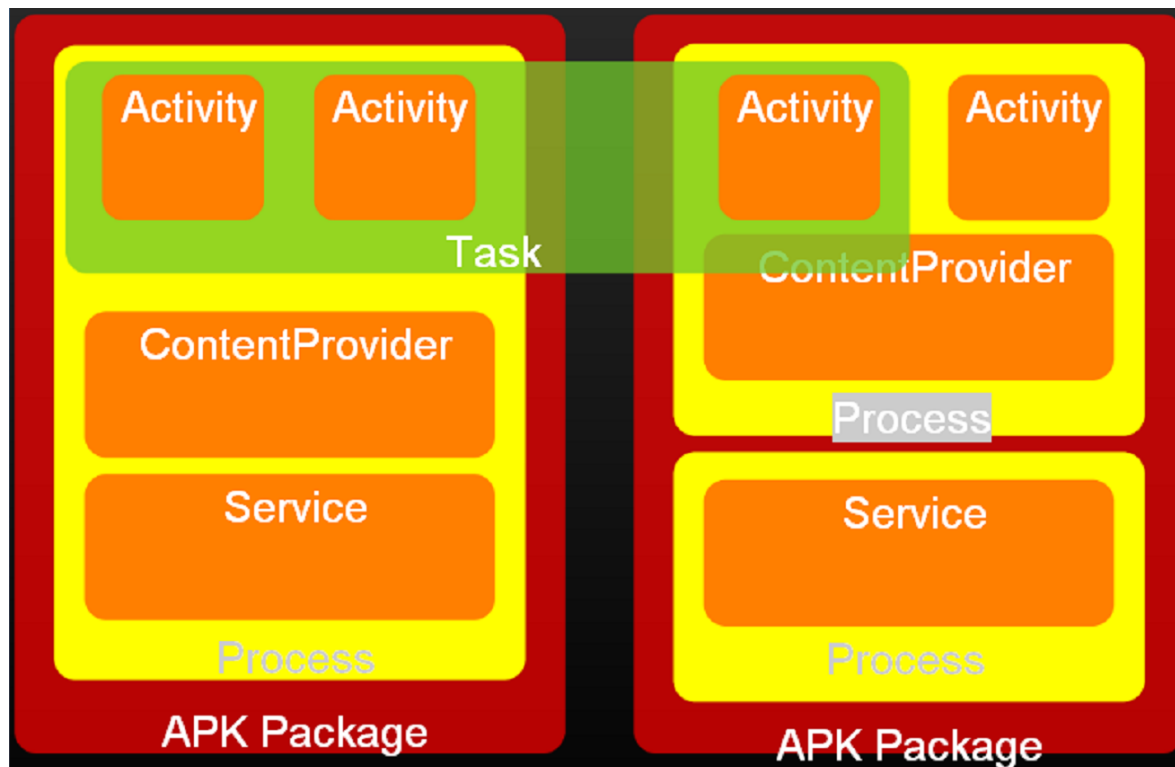 Activity
Activity
Task
ContentProvider
Service
Process
APK Package
Activity
Activity
ContentProvider
Process
Service
Process
APK Package